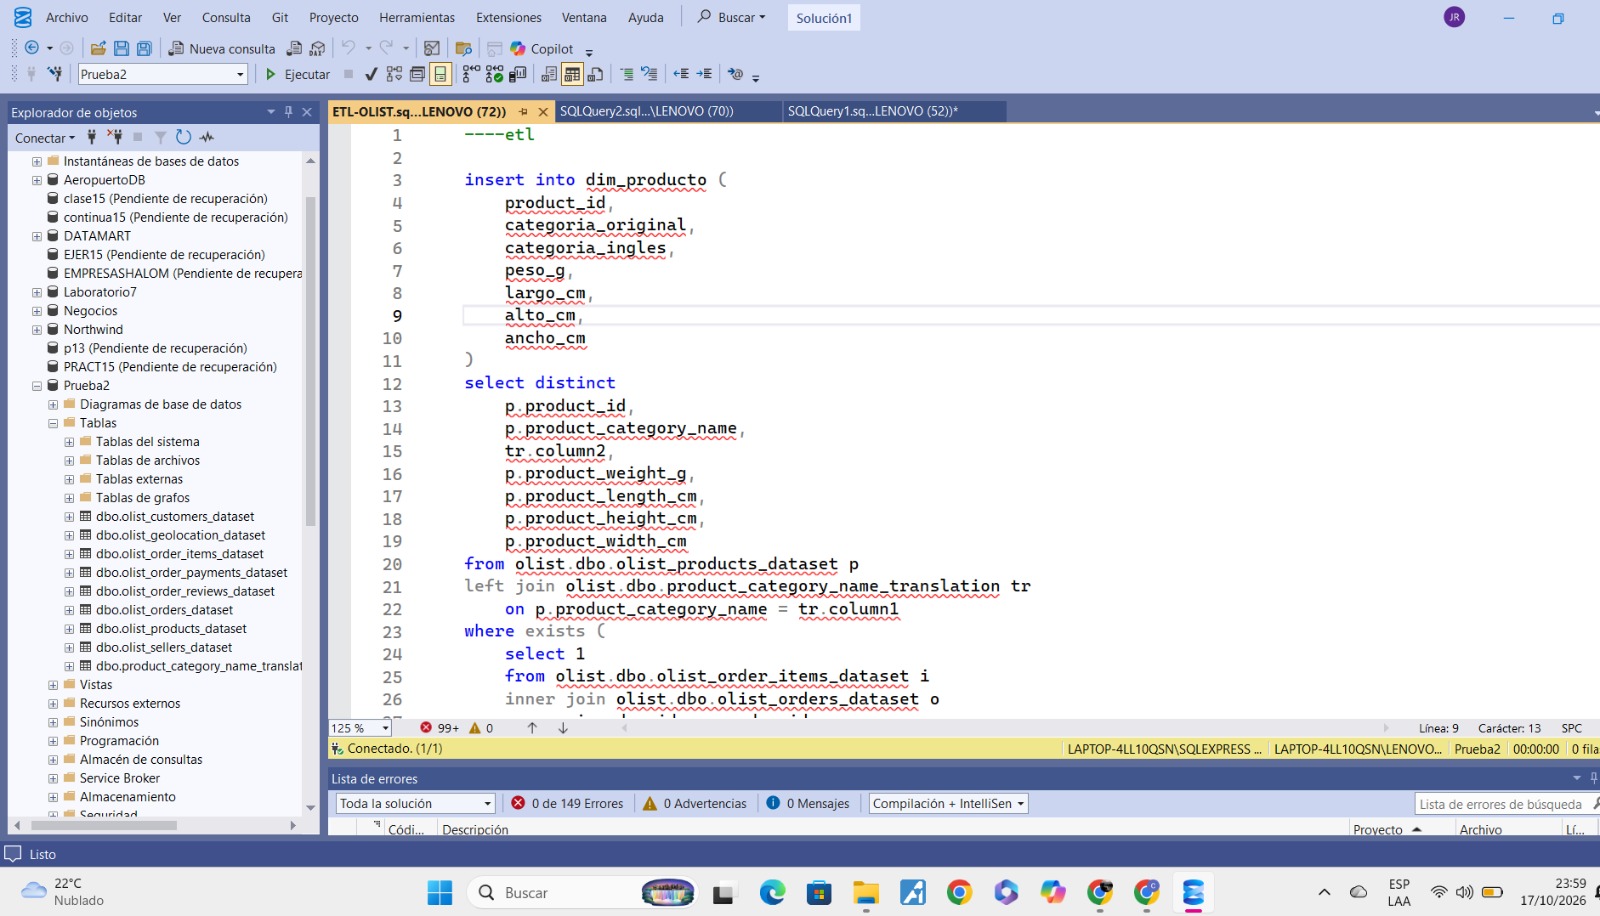 Archivo Editar Ver Consulta Git Proyecto Herramientas Extensiones Ventana Ayuda Buscar Solución1 JR
Nueva consulta DAX Copilot
Prueba2 Ejecutar
Explorador de objetos
Conectar
Instantáneas de bases de datos
AeropuertoDB
clase15 (Pendiente de recuperación)
continua15 (Pendiente de recuperación)
DATAMART
EJER15 (Pendiente de recuperación)
EMPRESASHALOM (Pendiente de recupera
Laboratorio7
Negocios
Northwind
p13 (Pendiente de recuperación)
PRACT15 (Pendiente de recuperación)
Prueba2
Diagramas de base de datos
Tablas
Tablas del sistema
Tablas de archivos
Tablas externas
Tablas de grafos
dbo.olist_customers_dataset
dbo.olist_geolocation_dataset
dbo.olist_order_items_dataset
dbo.olist_order_payments_dataset
dbo.olist_order_reviews_dataset
dbo.olist_orders_dataset
dbo.olist_products_dataset
dbo.olist_sellers_dataset
dbo.product_category_name_translat
Vistas
Recursos externos
Sinónimos
Programación
Almacén de consultas
Service Broker
Almacenamiento
Seguridad
ETL-OLIST.sq...LENOVO (72)) SQLQuery2.sql...\LENOVO (70)) SQLQuery1.sq...LENOVO (52))*
1 ----etl
2
3 insert into dim_producto (
4 product_id,
5 categoria_original,
6 categoria_ingles,
7 peso_g,
8 largo_cm,
9 alto_cm,
10 ancho_cm
11 )
12 select distinct
13 p.product_id,
14 p.product_category_name,
15 tr.column2,
16 p.product_weight_g,
17 p.product_length_cm,
18 p.product_height_cm,
19 p.product_width_cm
20 from olist.dbo.olist_products_dataset p
21 left join olist.dbo.product_category_name_translation tr
22 on p.product_category_name = tr.column1
23 where exists (
24 select 1
25 from olist.dbo.olist_order_items_dataset i
26 inner join olist.dbo.olist_orders_dataset o
125 % 99+ 0 Línea: 9 Carácter: 13 SPC
Conectado. (1/1) LAPTOP-4LL10QSN\SQLEXPRESS ... LAPTOP-4LL10QSN\LENOVO... Prueba2 00:00:00 0 fila
Lista de errores
Toda la solución 0 de 149 Errores 0 Advertencias 0 Mensajes Compilación + IntelliSen Lista de errores de búsqueda
Códi... Descripción Proyecto Archivo Lí...
Listo
22°C
Nublado
Buscar
ESP
LAA
23:59
17/10/2026